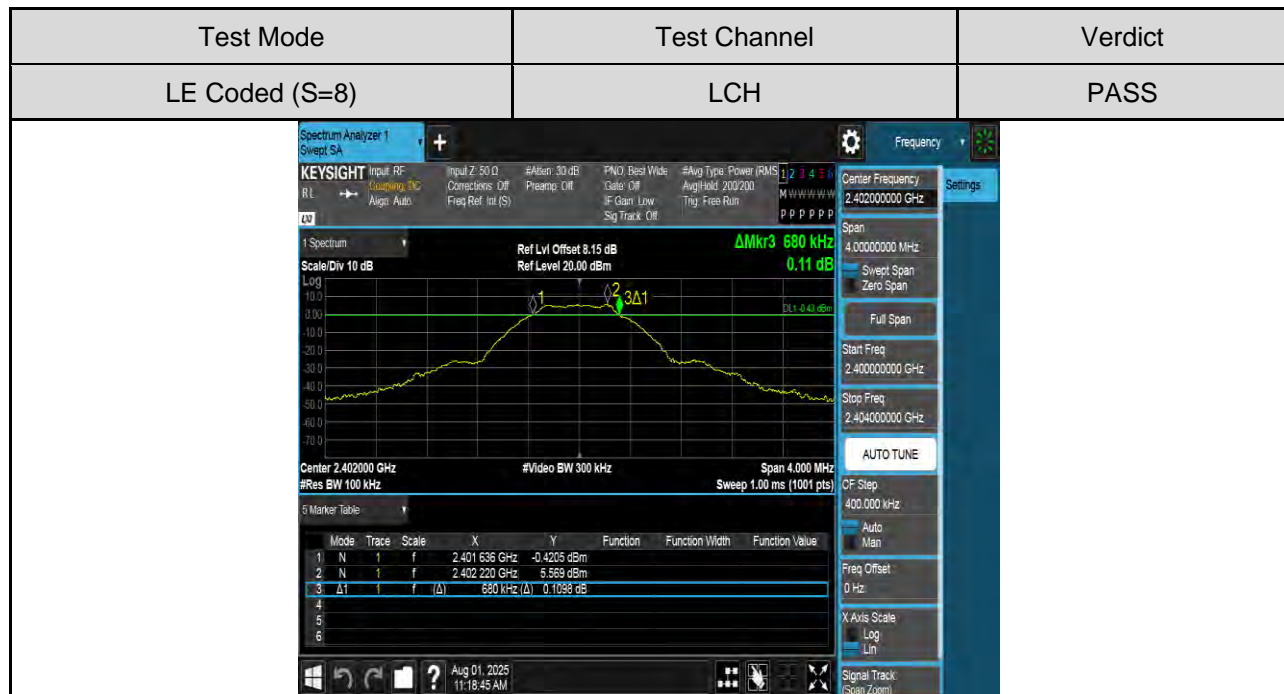 Test Mode Test Channel Verdict
LE Coded (S=8) LCH PASS
Spectrum Analyzer 1
Swept SA
+
Frequency
KEYSIGHT Input: RF Input Z: 50 Ω #Atten: 30 dB PNO: Best Wide #Avg Type: Power (RMS 1 2 3 4 5 6
RL Coupling: DC Corrections: Off Preamp: Off Gate: Off Avg|Hold: 200/200 M W W W W W
Align: Auto Freq Ref: Int (S) IF Gain: Low Trig: Free Run
Sig Track: Off P P P P P P
1 Spectrum
Ref Lvl Offset 8.15 dB ΔMkr3 680 kHz
Scale/Div 10 dB Ref Level 20.00 dBm 0.11 dB
Log
10.0
0.00
-10.0
-20.0
-30.0
-40.0
-50.0
-60.0
-70.0
1
2
3Δ1
DL1 -0.43 dBm
Center 2.402000 GHz #Video BW 300 kHz Span 4.000 MHz
#Res BW 100 kHz Sweep 1.00 ms (1001 pts)
5 Marker Table
Mode Trace Scale X Y Function Function Width Function Value
1 N 1 f 2.401 636 GHz -0.4205 dBm
2 N 1 f 2.402 220 GHz 5.569 dBm
3 Δ1 1 f (Δ) 680 kHz (Δ) 0.1098 dB
4
5
6
? Aug 01, 2025
11:18:45 AM
Center Frequency
2.402000000 GHz
Settings
Span
4.00000000 MHz
Swept Span
Zero Span
Full Span
Start Freq
2.400000000 GHz
Stop Freq
2.404000000 GHz
AUTO TUNE
CF Step
400.000 kHz
Auto
Man
Freq Offset
0 Hz
X Axis Scale
Log
Lin
Signal Track
(Span Zoom)